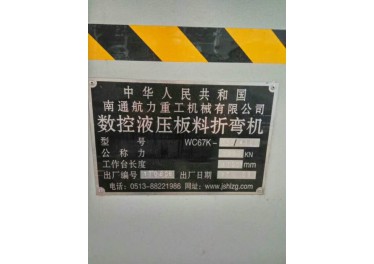 中华人民共和国
南通航力重工机械有限公司
数控液压板料折弯机
型号 WC67K-
公称力 KN
工作台长度 mm
出厂编号 出厂日期
电话:0513-88221986 网址:www.jshlzg.com